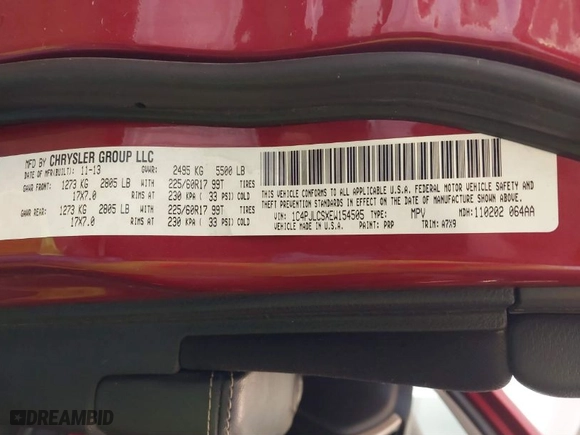 MFD BY CHRYSLER GROUP LLC
DATE OF MFR(BUILT): 11-13 GVWR: 2495 KG 5500 LB
GAWR FRONT: 1273 KG 2805 LB WITH 225/60R17 99T TIRES
17X7.0 RIMS AT 230 KPA ( 33 PSI) COLD
GAWR REAR: 1273 KG 2805 LB WITH 225/60R17 99T TIRES
17X7.0 RIMS AT 230 KPA ( 33 PSI) COLD
THIS VEHICLE CONFORMS TO ALL APPLICABLE U.S.A. FEDERAL MOTOR VEHICLE SAFETY AND
THEFT PREVENTION STANDARDS IN EFFECT ON THE DATE OF MANUFACTURE SHOWN ABOVE.
VIN: 1C4PJLCSXEW154505 TYPE: MPV MDH: 110202 064AA
VEHICLE MADE IN U.S.A. PAINT: PRP TRIM: A7X9
DREAMBID